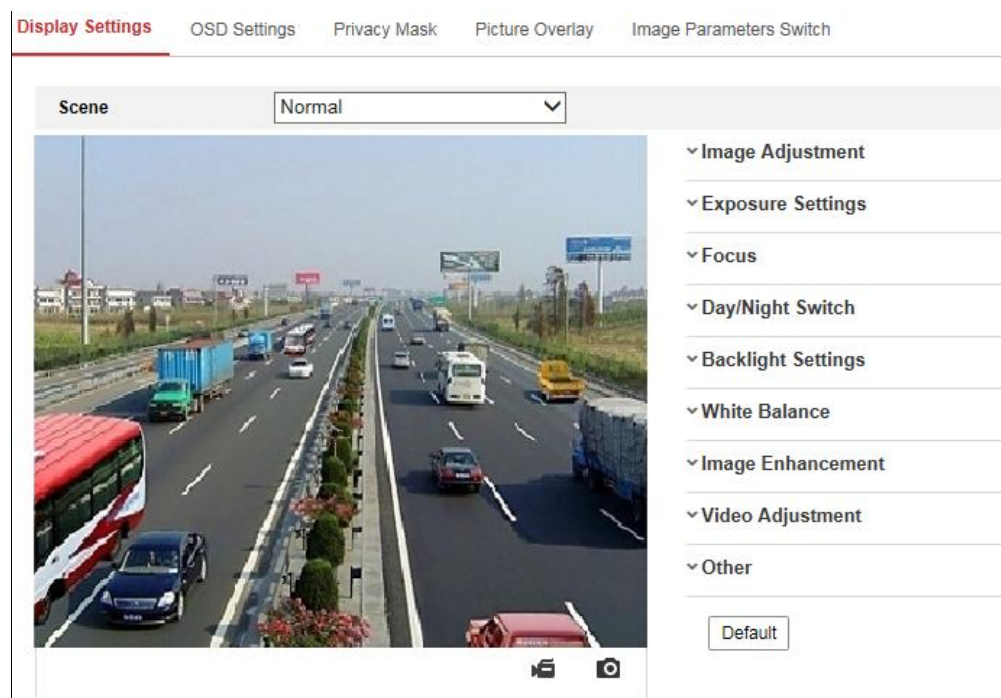 Display Settings OSD Settings Privacy Mask Picture Overlay Image Parameters Switch
Scene Normal
Image Adjustment
Exposure Settings
Focus
Day/Night Switch
Backlight Settings
White Balance
Image Enhancement
Video Adjustment
Other
Default